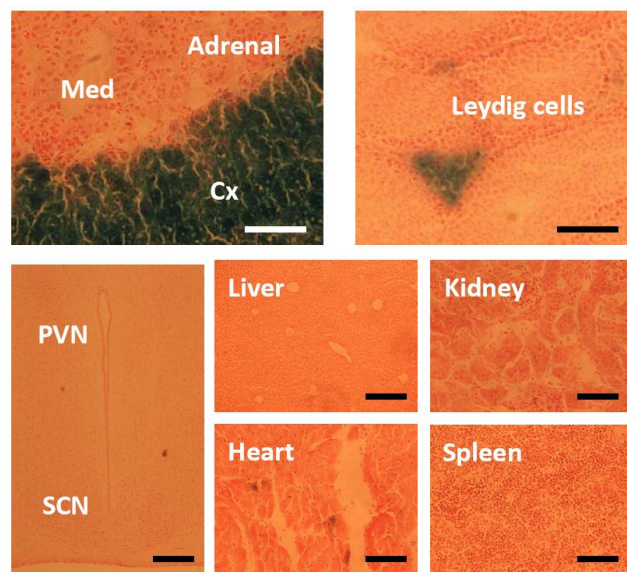 Adrenal
Med
Cx
Leydig cells
PVN
SCN
Liver
Kidney
Heart
Spleen